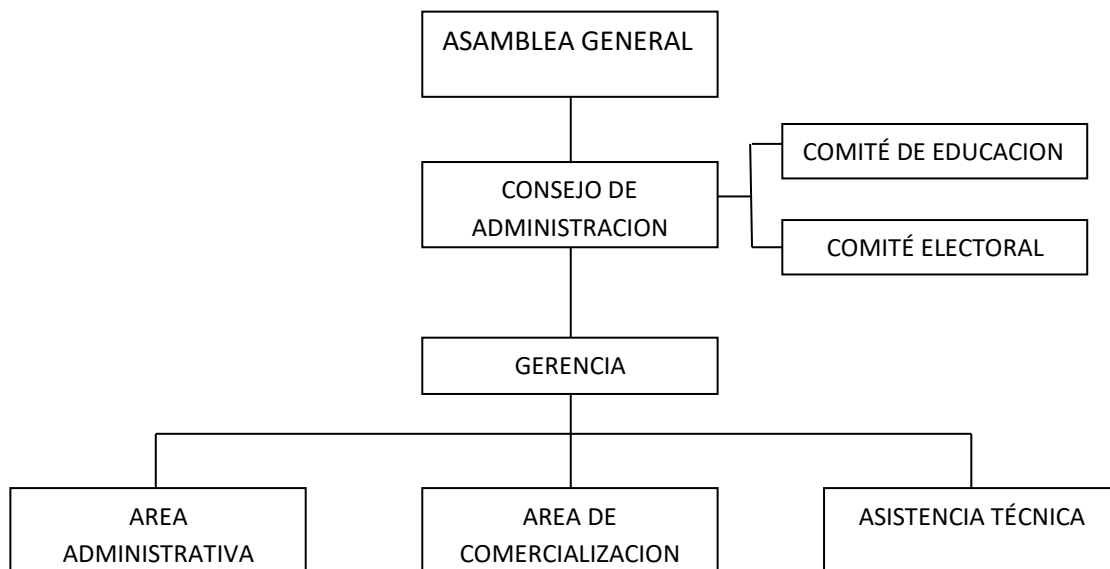 ASAMBLEA GENERAL
COMITÉ DE EDUCACION
CONSEJO DE
ADMINISTRACION
COMITÉ ELECTORAL
GERENCIA
AREA
ADMINISTRATIVA
AREA DE
COMERCIALIZACION
ASISTENCIA TÉCNICA